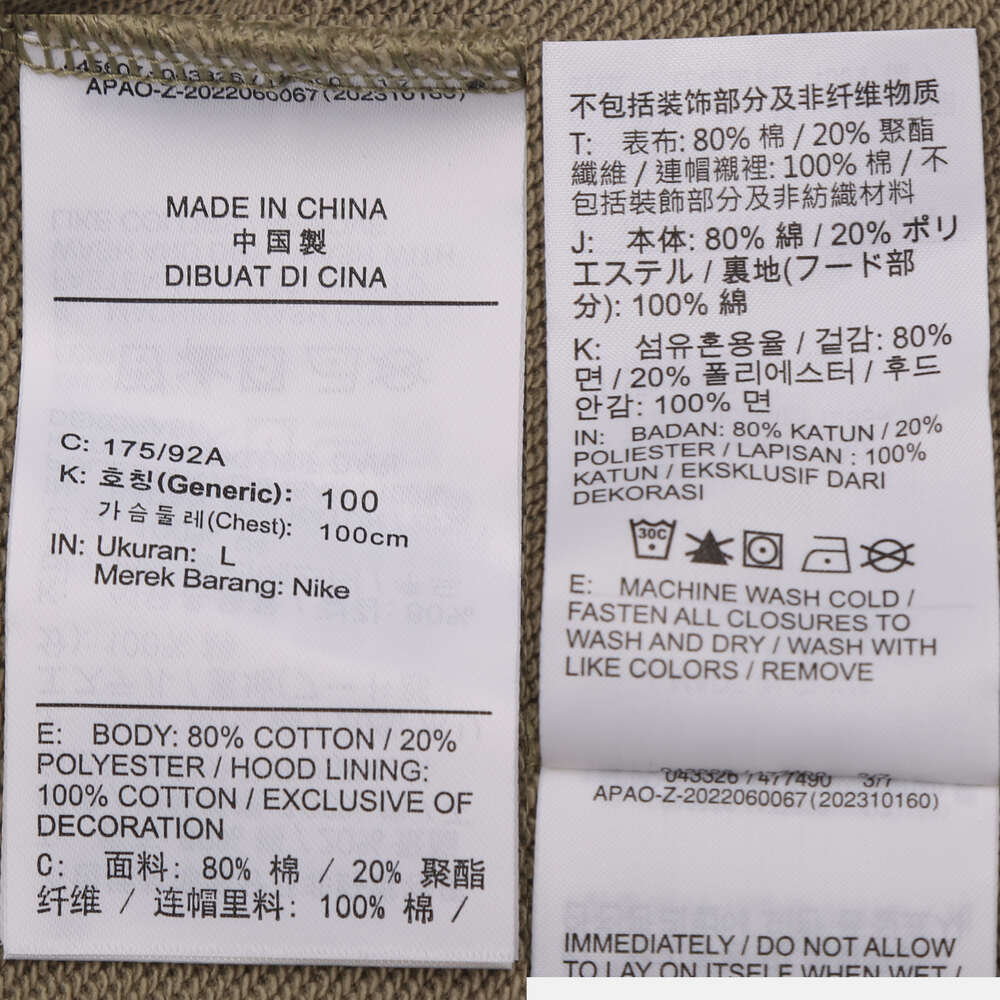 APAO-Z-2022060067(202310160)
MADE IN CHINA
中国製
DIBUAT DI CINA
C: 175/92A
K: 호칭(Generic): 100
가슴둘레(Chest): 100cm
IN: Ukuran: L
Merek Barang: Nike
E: BODY: 80% COTTON / 20%
POLYESTER / HOOD LINING:
100% COTTON / EXCLUSIVE OF
DECORATION
C: 面料: 80% 棉 / 20% 聚酯
纤维 / 连帽里料: 100% 棉 /
不包括装饰部分及非纤维物质
T: 表布: 80% 棉 / 20% 聚酯
纖維 / 連帽襯裡: 100% 棉 / 不
包括裝飾部分及非紡織材料
J: 本体: 80% 綿 / 20% ポリ
エステル / 裏地(フード部
分): 100% 綿
K: 섬유혼용율 / 겉감: 80%
면 / 20% 폴리에스터 / 후드
안감: 100% 면
IN: BADAN: 80% KATUN / 20%
POLIESTER / LAPISAN : 100%
KATUN / EKSKLUSIF DARI
DEKORASI
30C
E: MACHINE WASH COLD /
FASTEN ALL CLOSURES TO
WASH AND DRY / WASH WITH
LIKE COLORS / REMOVE
043326 / 477490 377
APAO-Z-2022060067(202310160)
IMMEDIATELY / DO NOT ALLOW
TO LAY ON ITSELF WHEN WET /